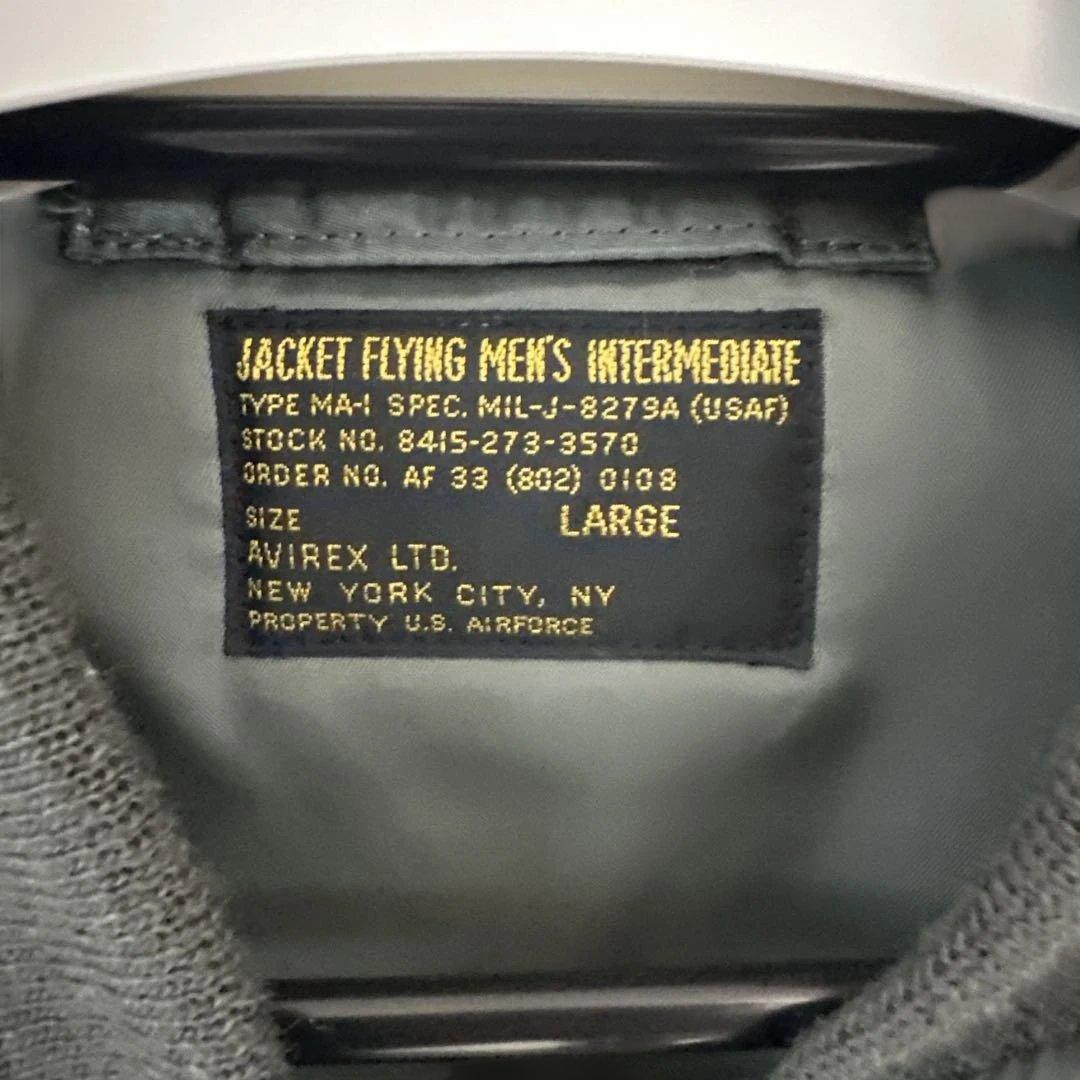 JACKET FLYING MEN'S INTERMEDIATE
TYPE MA-1 SPEC. MIL-J-8279A (USAF)
STOCK NO. 8415-273-3570
ORDER NO. AF 33 (802) 0108
SIZE LARGE
AVIREX LTD.
NEW YORK CITY, NY
PROPERTY U.S. AIRFORCE